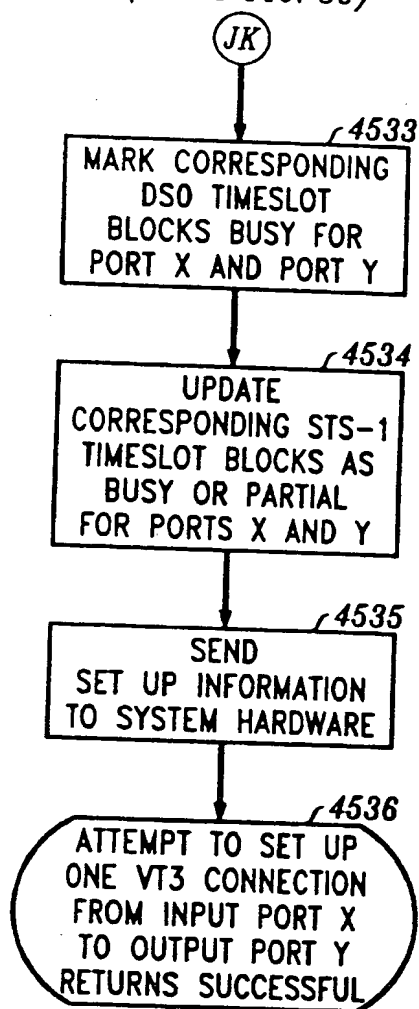 JK
4533
MARK CORRESPONDING
DS0 TIMESLOT
BLOCKS BUSY FOR
PORT X AND PORT Y
4534
UPDATE
CORRESPONDING STS-1
TIMESLOT BLOCKS AS
BUSY OR PARTIAL
FOR PORTS X AND Y
4535
SEND
SET UP INFORMATION
TO SYSTEM HARDWARE
4536
ATTEMPT TO SET UP
ONE VT3 CONNECTION
FROM INPUT PORT X
TO OUTPUT PORT Y
RETURNS SUCCESSFUL